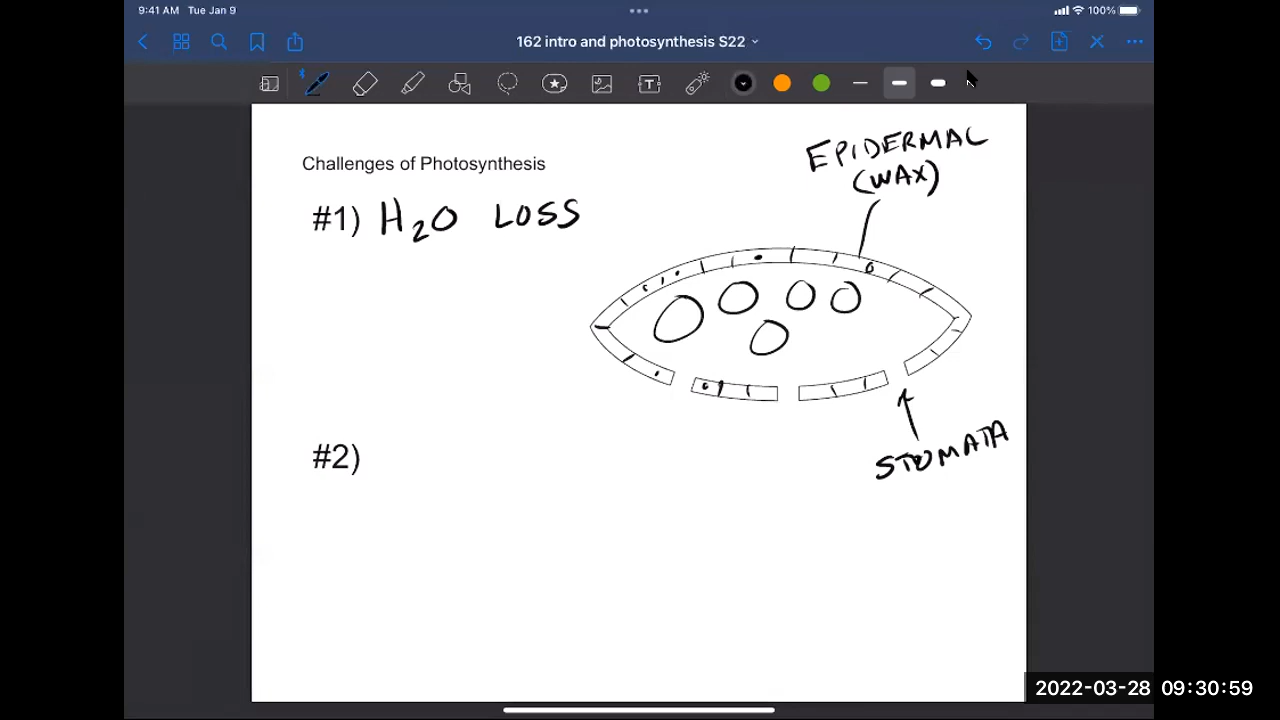 9:41 AM Tue Jan 9
100%
162 intro and photosynthesis S22
Challenges of Photosynthesis
EPIDERMAL
(WAX)
#1) H₂O LOSS
STOMATA
#2)
2022-03-28 09:30:59